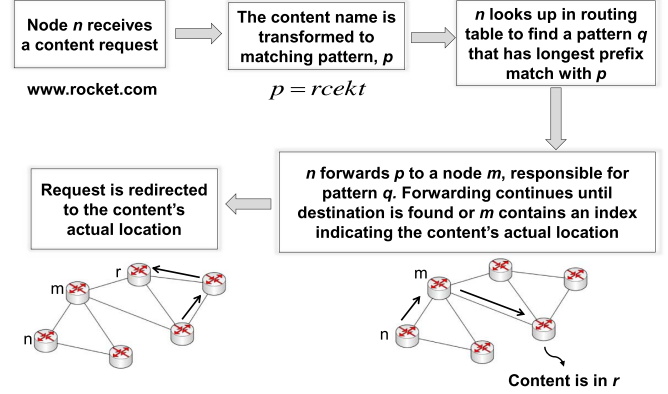 Node n receives
a content request
The content name is
transformed to
matching pattern, p
n looks up in routing
table to find a pattern q
that has longest prefix
match with p
www.rocket.com
p = rcekt
n forwards p to a node m, responsible for
pattern q. Forwarding continues until
destination is found or m contains an index
indicating the content's actual location
Request is redirected
to the content's
actual location
r
m
n
m
n
Content is in r